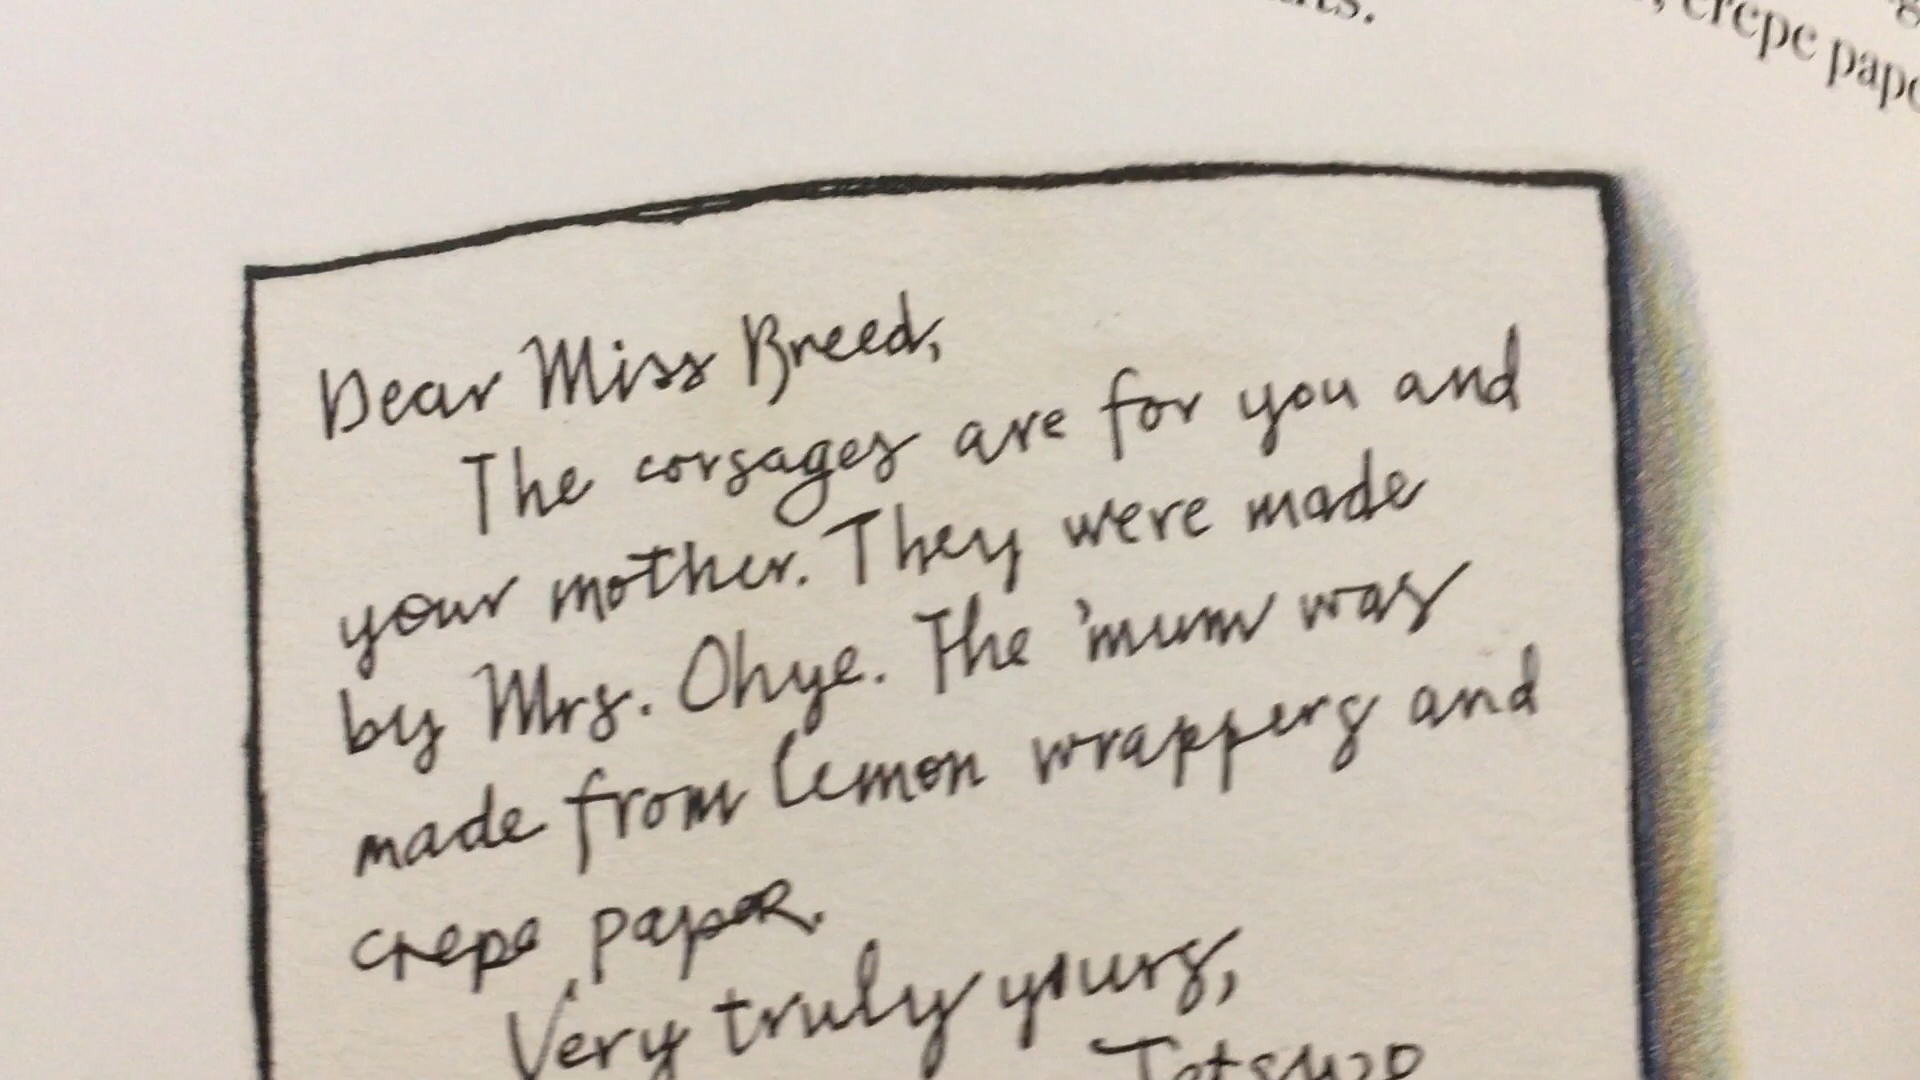 crepe pape
Dear Miss Breed,
The corsages are for you and
your mother. They were made
by Mrs. Ohye. The 'mum was
made from lemon wrappers and
crepe paper.
Very truly yours,
Tetsuzo